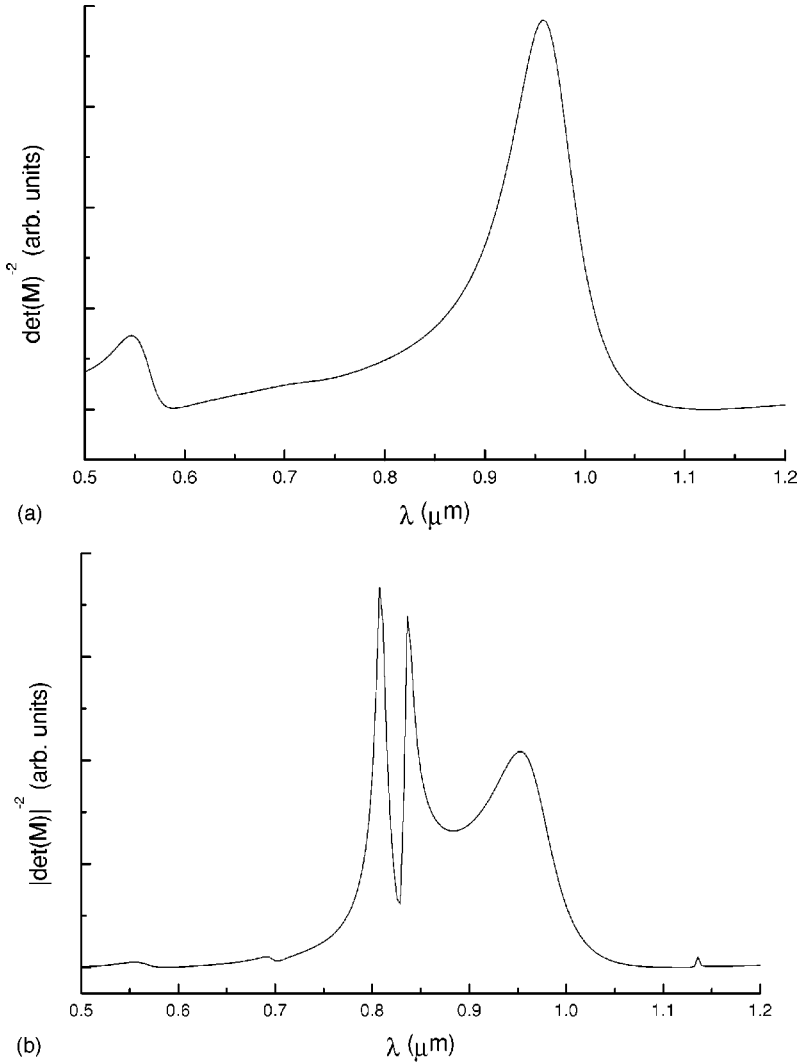 det(M)⁻² (arb. units)
0.5 0.6 0.7 0.8 0.9 1.0 1.1 1.2
(a)
λ (μm)
|det(M)|⁻² (arb. units)
0.5 0.6 0.7 0.8 0.9 1.0 1.1 1.2
(b)
λ (μm)